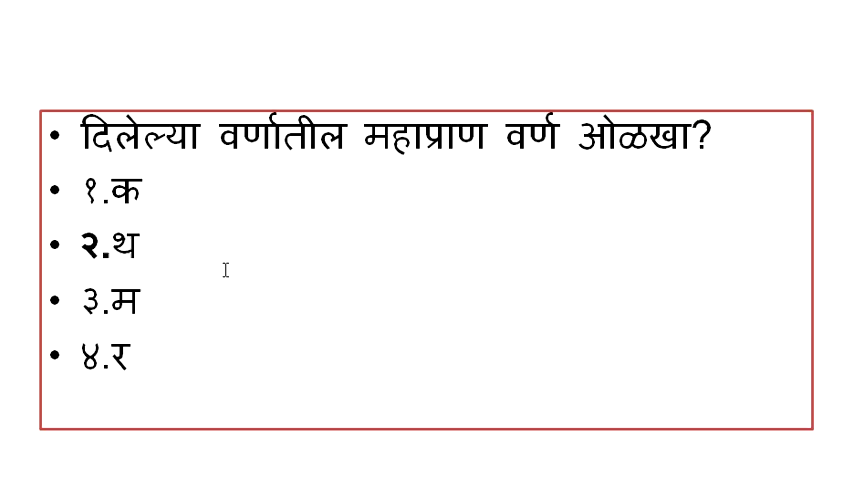 • दिलेल्या वर्णातील महाप्राण वर्ण ओळखा?
• १.क
• २.थ
• ३.म
• ४.र